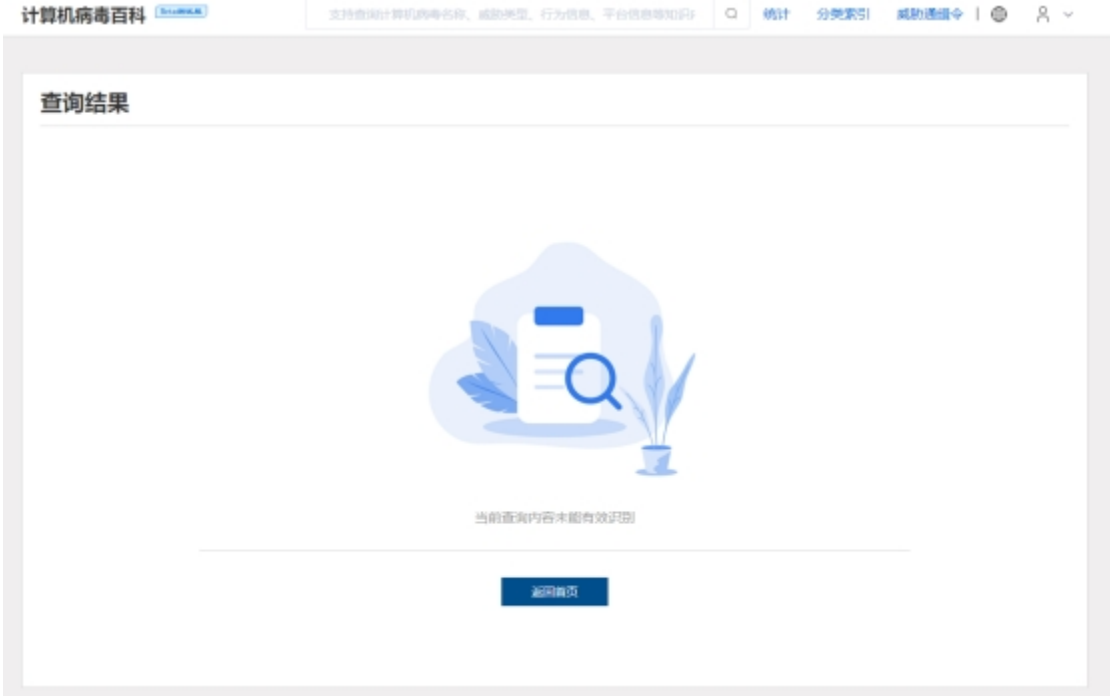 计算机病毒百科
支持查询计算机病毒名称、威胁类型、行为信息、平台信息等知识
统计 分类索引 威胁通缉令
查询结果
当前查询内容未能有效识别
返回首页